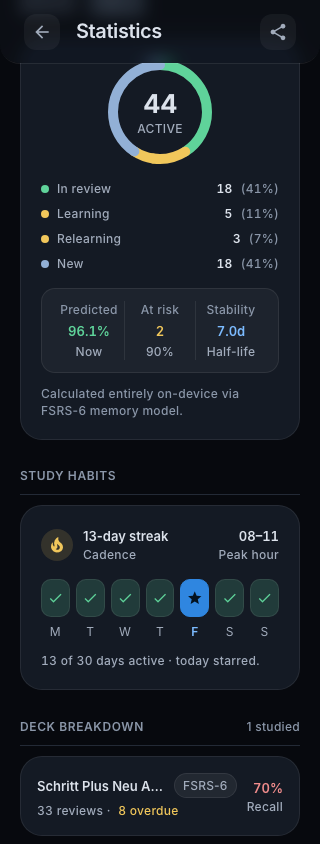 Statistics
44
ACTIVE
In review 18 (41%)
Learning 5 (11%)
Relearning 3 (7%)
New 18 (41%)
Predicted At risk Stability
96.1% 2 7.0d
Now 90% Half-life
Calculated entirely on-device via
FSRS-6 memory model.
STUDY HABITS
13-day streak 08–11
Cadence Peak hour
M T W T F S S
13 of 30 days active · today starred.
DECK BREAKDOWN 1 studied
Schritt Plus Neu A... FSRS-6 70%
33 reviews · 8 overdue Recall